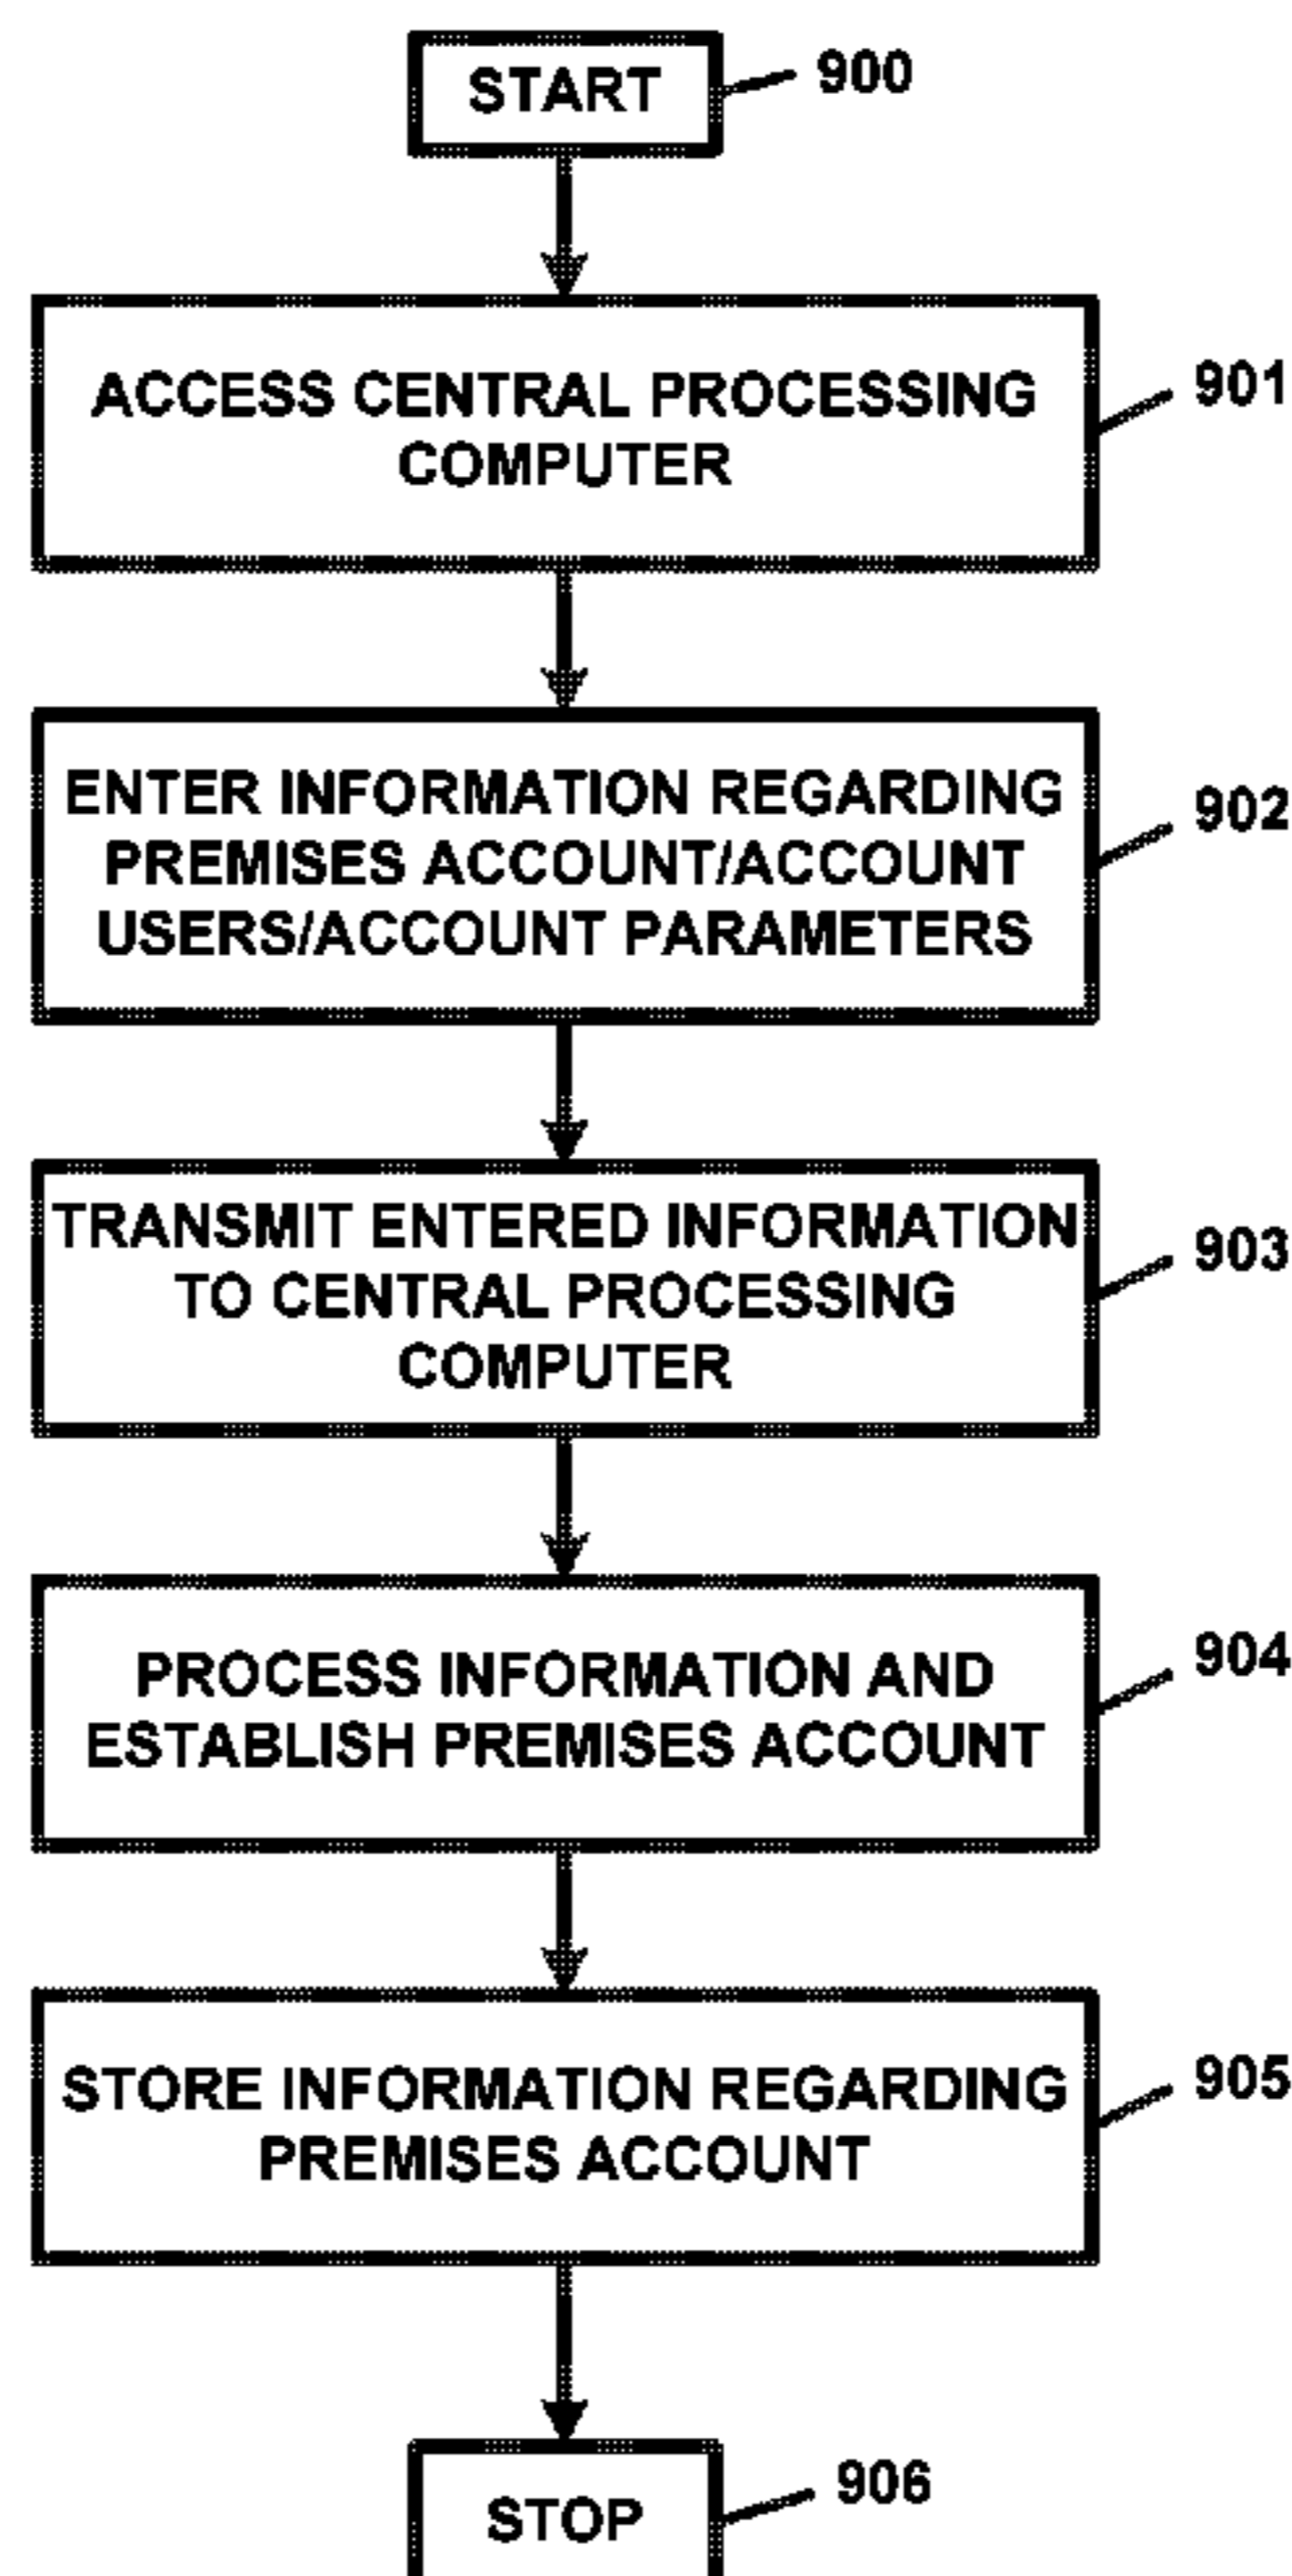 START
900
ACCESS CENTRAL PROCESSING
COMPUTER
901
ENTER INFORMATION REGARDING
PREMISES ACCOUNT/ACCOUNT
USERS/ACCOUNT PARAMETERS
902
TRANSMIT ENTERED INFORMATION
TO CENTRAL PROCESSING
COMPUTER
903
PROCESS INFORMATION AND
ESTABLISH PREMISES ACCOUNT
904
STORE INFORMATION REGARDING
PREMISES ACCOUNT
905
STOP
906